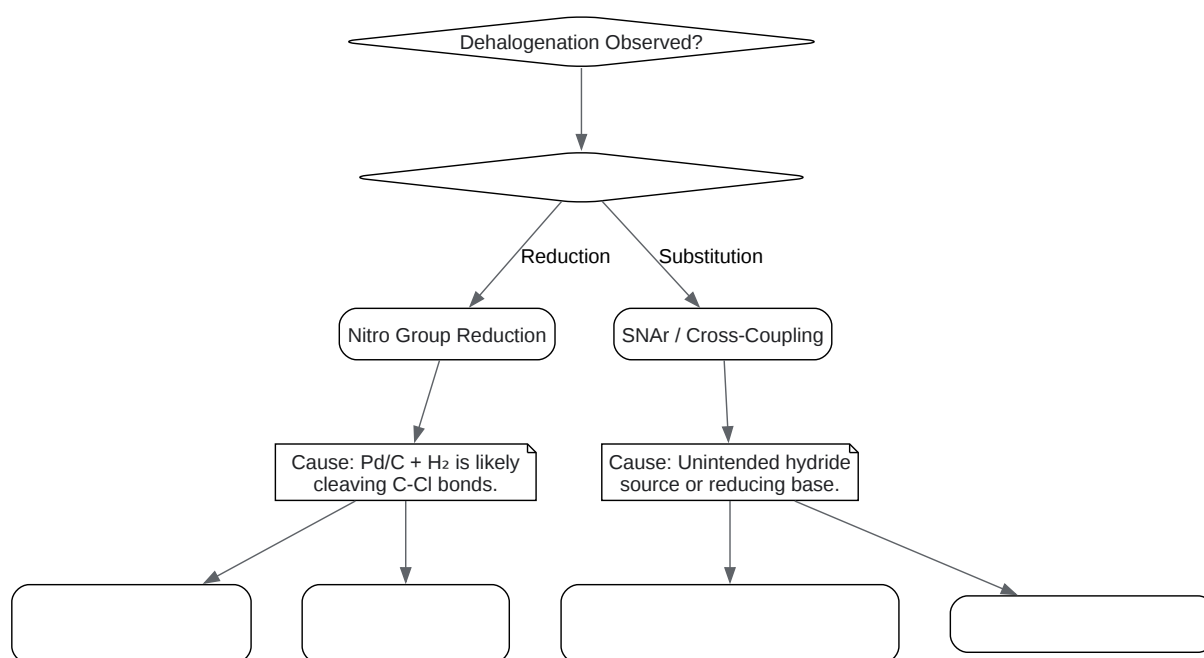 Dehalogenation Observed?
Reduction
Substitution
Nitro Group Reduction
SNAr / Cross-Coupling
Cause: Pd/C + H₂ is likely
cleaving C-Cl bonds.
Cause: Unintended hydride
source or reducing base.